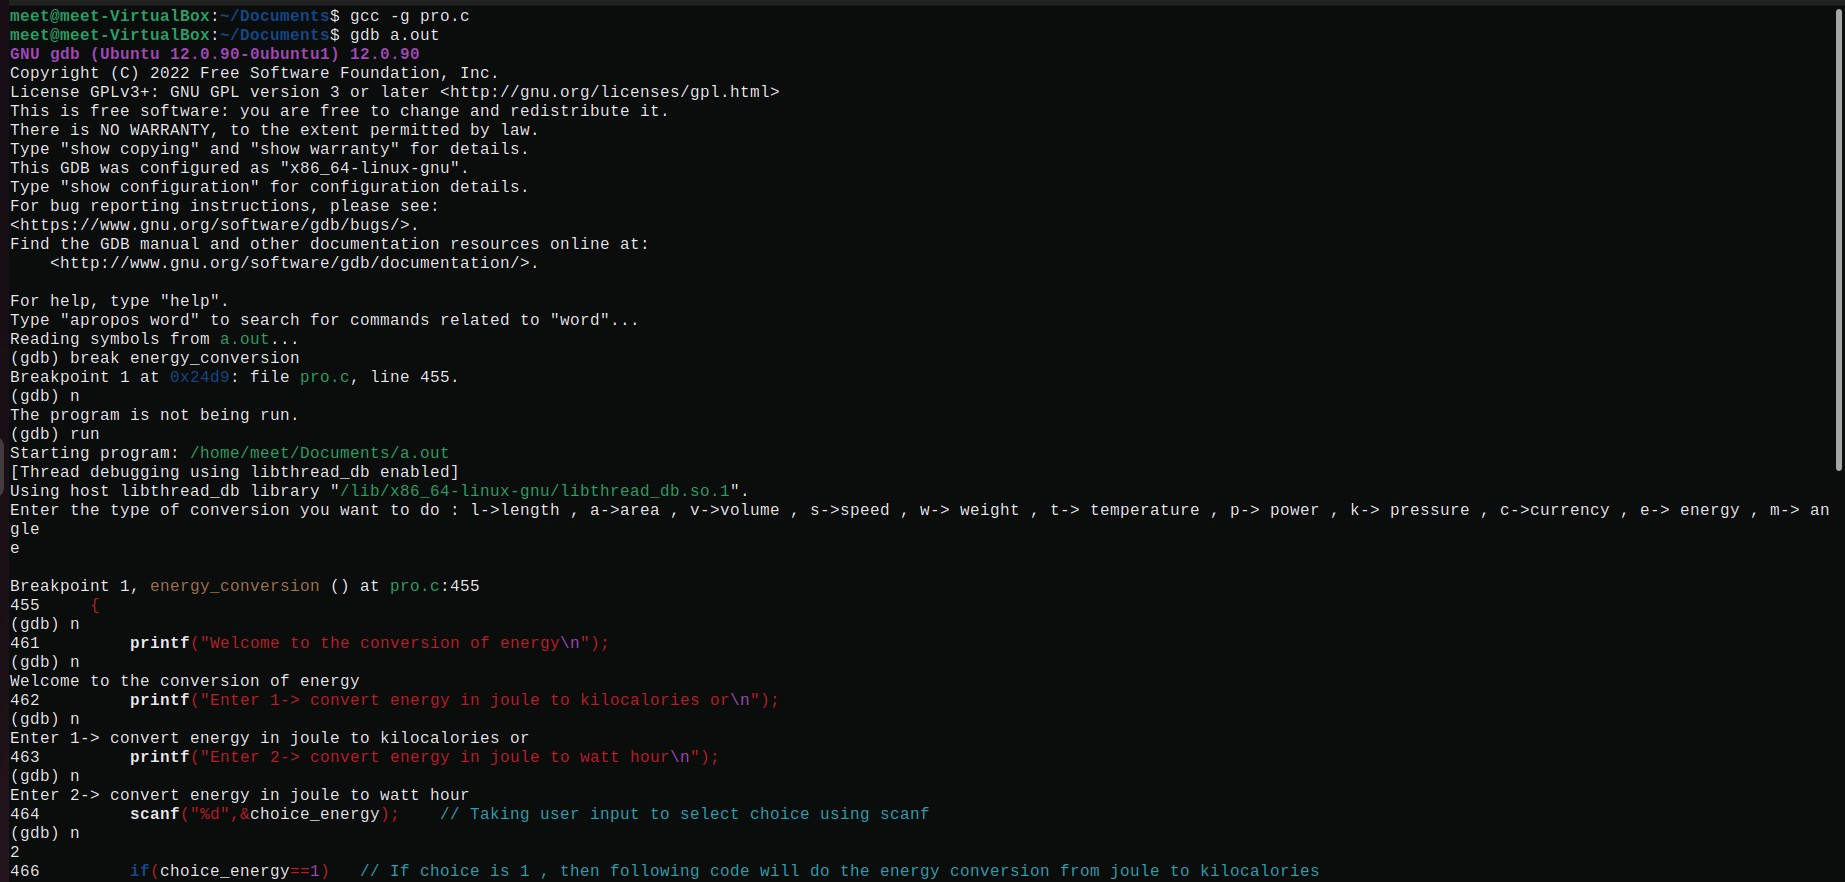 meet@meet-VirtualBox:~/Documents$ gcc -g pro.c
meet@meet-VirtualBox:~/Documents$ gdb a.out
GNU gdb (Ubuntu 12.0.90-0ubuntu1) 12.0.90
Copyright (C) 2022 Free Software Foundation, Inc.
License GPLv3+: GNU GPL version 3 or later <http://gnu.org/licenses/gpl.html>
This is free software: you are free to change and redistribute it.
There is NO WARRANTY, to the extent permitted by law.
Type "show copying" and "show warranty" for details.
This GDB was configured as "x86_64-linux-gnu".
Type "show configuration" for configuration details.
For bug reporting instructions, please see:
<https://www.gnu.org/software/gdb/bugs/>.
Find the GDB manual and other documentation resources online at:
    <http://www.gnu.org/software/gdb/documentation/>.

For help, type "help".
Type "apropos word" to search for commands related to "word"...
Reading symbols from a.out...
(gdb) break energy_conversion
Breakpoint 1 at 0x24d9: file pro.c, line 455.
(gdb) n
The program is not being run.
(gdb) run
Starting program: /home/meet/Documents/a.out
[Thread debugging using libthread_db enabled]
Using host libthread_db library "/lib/x86_64-linux-gnu/libthread_db.so.1".
Enter the type of conversion you want to do : l->length , a->area , v->volume , s->speed , w-> weight , t-> temperature , p-> power , k-> pressure , c->currency , e-> energy , m-> an
gle
e

Breakpoint 1, energy_conversion () at pro.c:455
455     {
(gdb) n
461         printf("Welcome to the conversion of energy\n");
(gdb) n
Welcome to the conversion of energy
462         printf("Enter 1-> convert energy in joule to kilocalories or\n");
(gdb) n
Enter 1-> convert energy in joule to kilocalories or
463         printf("Enter 2-> convert energy in joule to watt hour\n");
(gdb) n
Enter 2-> convert energy in joule to watt hour
464         scanf("%d",&choice_energy);    // Taking user input to select choice using scanf
(gdb) n
2
466         if(choice_energy==1)   // If choice is 1 , then following code will do the energy conversion from joule to kilocalories